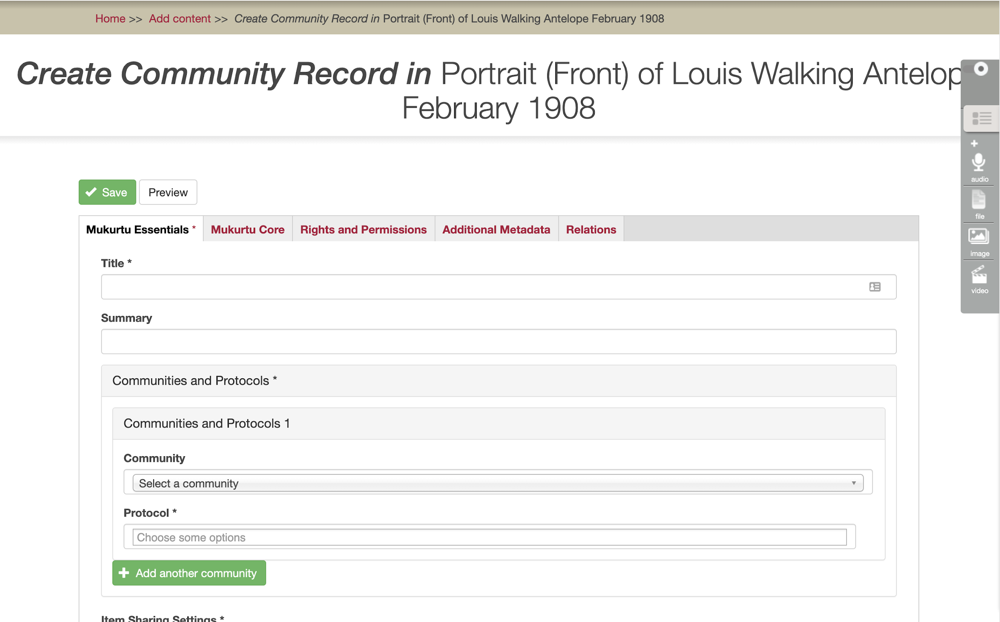 Home >> Add content >> Create Community Record in Portrait (Front) of Louis Walking Antelope February 1908
Create Community Record in Portrait (Front) of Louis Walking Antelop
February 1908
Save Preview
Mukurtu Essentials * Mukurtu Core Rights and Permissions Additional Metadata Relations
audio
file
image
video
Title *
Summary
Communities and Protocols *
Communities and Protocols 1
Community
Select a community
Protocol *
Choose some options
Add another community
Item Sharing Settings *